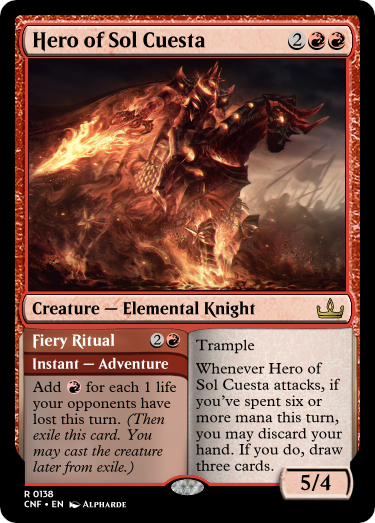 Hero of Sol Cuesta 2
Creature — Elemental Knight
Fiery Ritual 2
Instant — Adventure
Add for each 1 life
your opponents have
lost this turn. (Then
exile this card. You
may cast the creature
later from exile.)
Trample
Whenever Hero of
Sol Cuesta attacks, if
you've spent six or
more mana this turn,
you may discard your
hand. If you do, draw
three cards.
5/4
R 0138
CNF • EN Alpharde